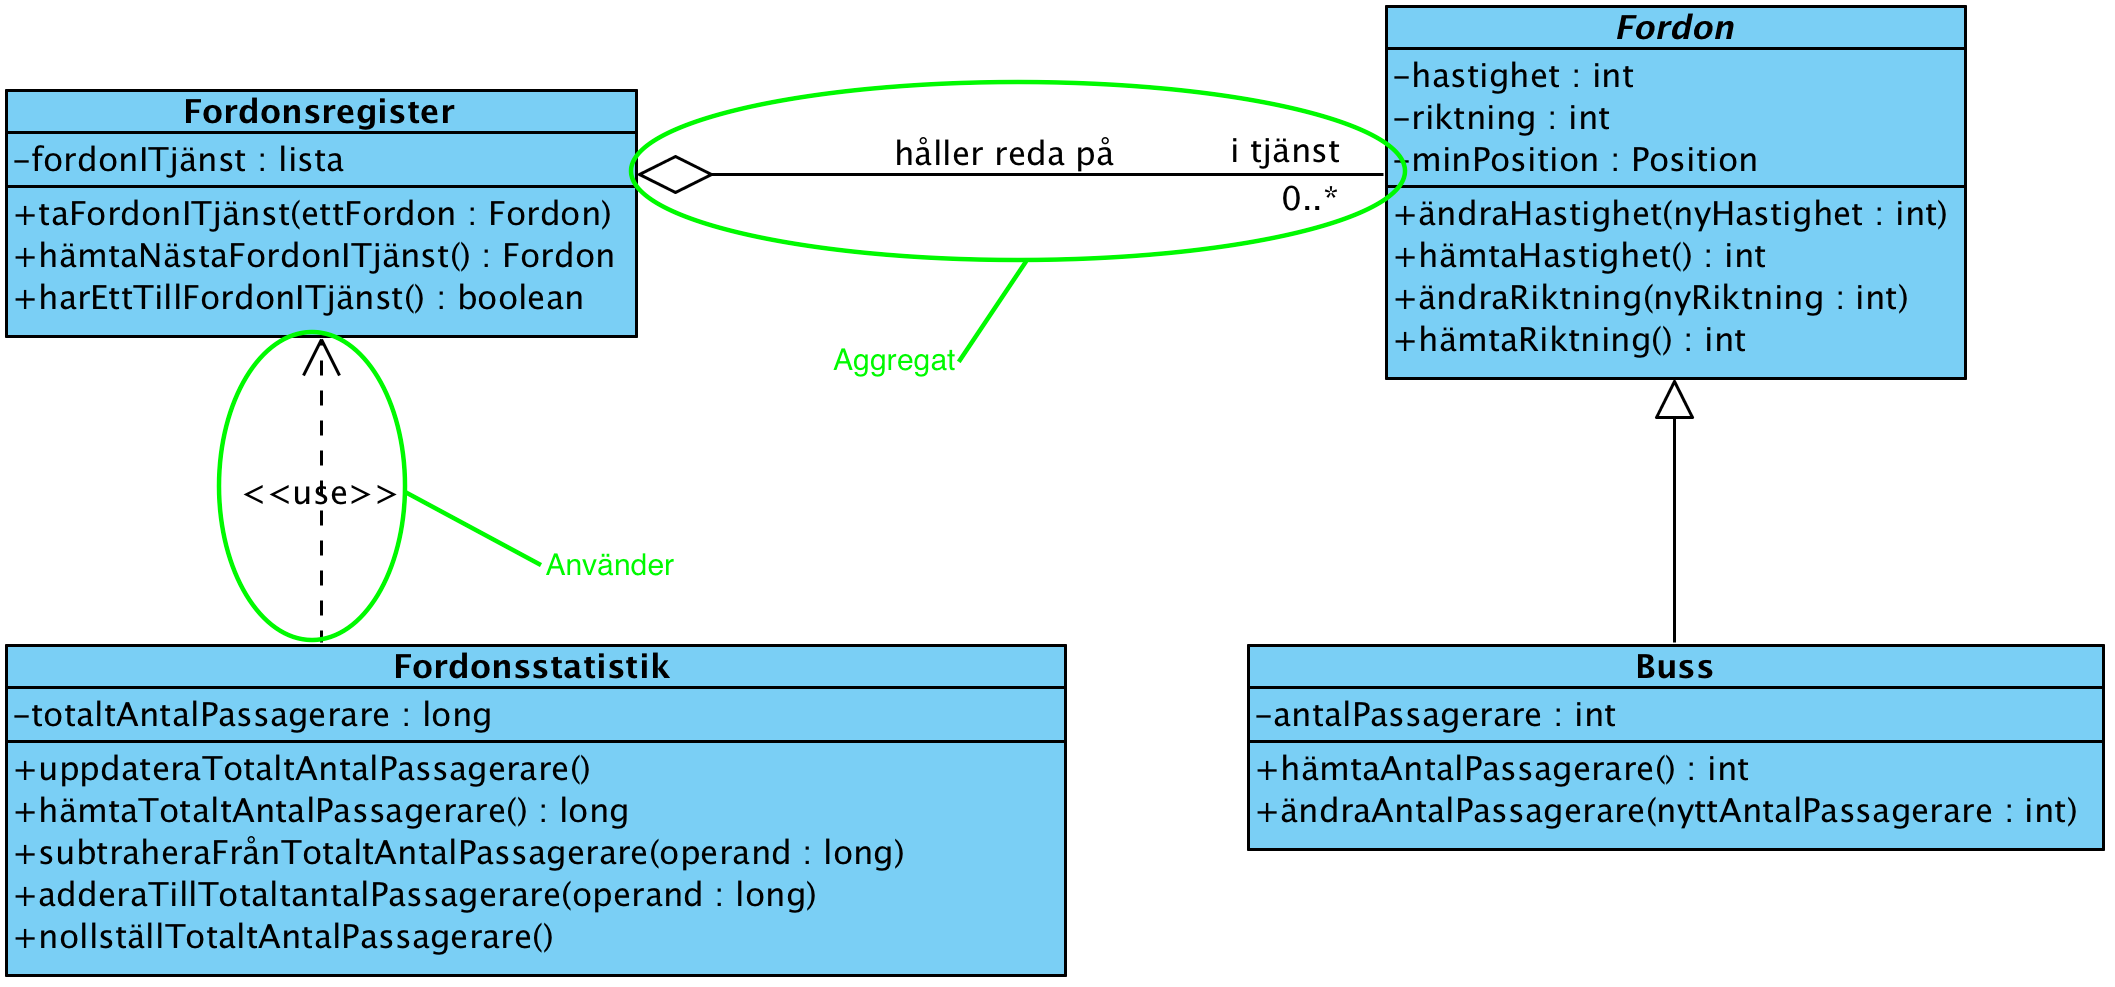 Fordonsregister
-fordonITjänst : lista
+taFordonITjänst(ettFordon : Fordon)
+hämtaNästaFordonITjänst() : Fordon
+harEttTillFordonITjänst() : boolean
håller reda på
i tjänst
0..*
Aggregat
Fordon
-hastighet : int
-riktning : int
-minPosition : Position
+ändraHastighet(nyHastighet : int)
+hämtaHastighet() : int
+ändraRiktning(nyRiktning : int)
+hämtaRiktning() : int
<<use>>
Använder
Fordonsstatistik
-totaltAntalPassagerare : long
+uppdateraTotaltAntalPassagerare()
+hämtaTotaltAntalPassagerare() : long
+subtraheraFrånTotaltAntalPassagerare(operand : long)
+adderaTillTotaltantalPassagerare(operand : long)
+nollställTotaltAntalPassagerare()
Buss
-antalPassagerare : int
+hämtaAntalPassagerare() : int
+ändraAntalPassagerare(nyttAntalPassagerare : int)